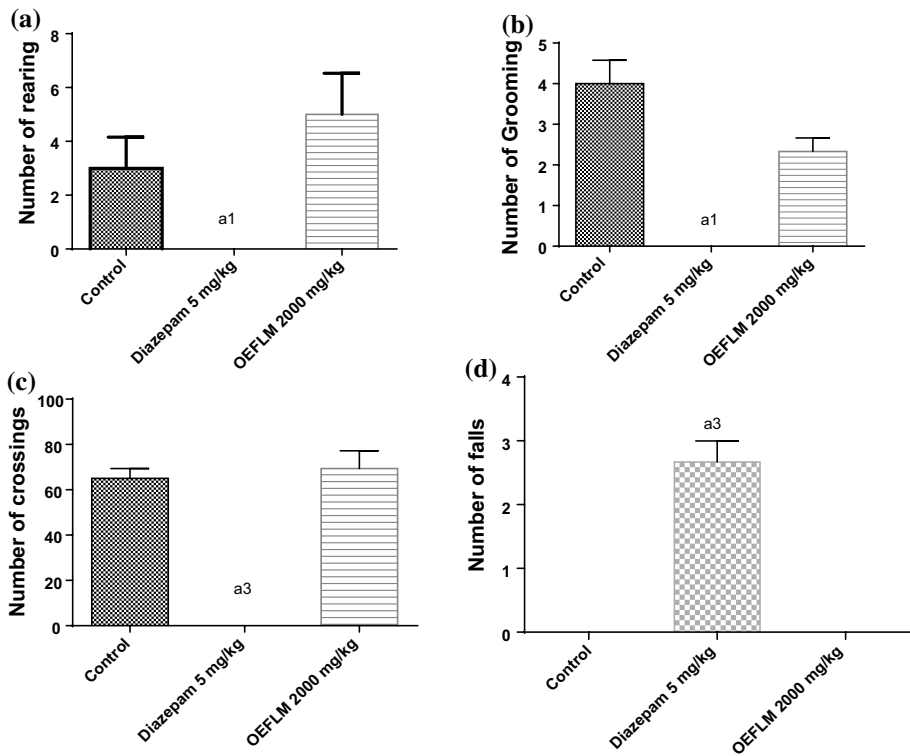 (a)
Number of rearing
8
6
4
2
0
a1
Control
Diazepam 5 mg/kg
OEFLM 2000 mg/kg
(b)
Number of Grooming
5
4
3
2
1
0
a1
Control
Diazepam 5 mg/kg
OEFLM 2000 mg/kg
(c)
Number of crossings
100
80
60
40
20
0
a3
Control
Diazepam 5 mg/kg
OEFLM 2000 mg/kg
(d)
Number of falls
4
3
2
1
0
a3
Control
Diazepam 5 mg/kg
OEFLM 2000 mg/kg